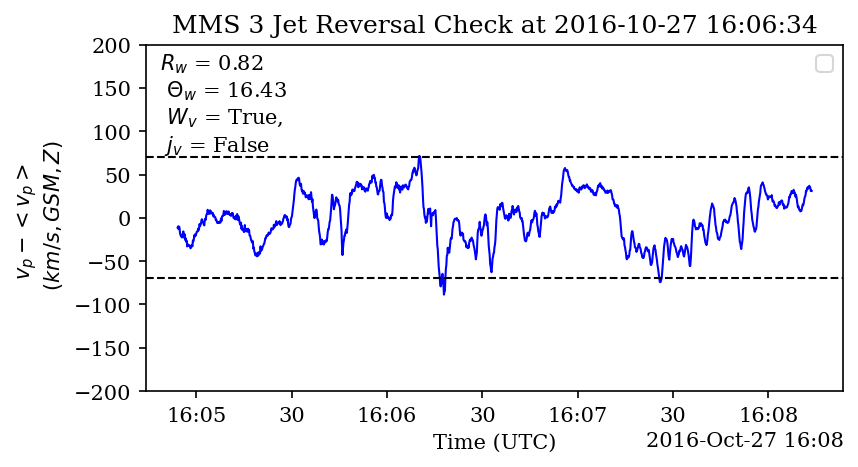 MMS 3 Jet Reversal Check at 2016-10-27 16:06:34
R_w = 0.82
Θ_w = 16.43
W_v = True,
j_v = False
200
150
100
50
0
−50
−100
−150
−200
v_p − < v_p >
(km/s, GSM, Z)
16:05 30 16:06 30 16:07 30 16:08
Time (UTC)
2016-Oct-27 16:08